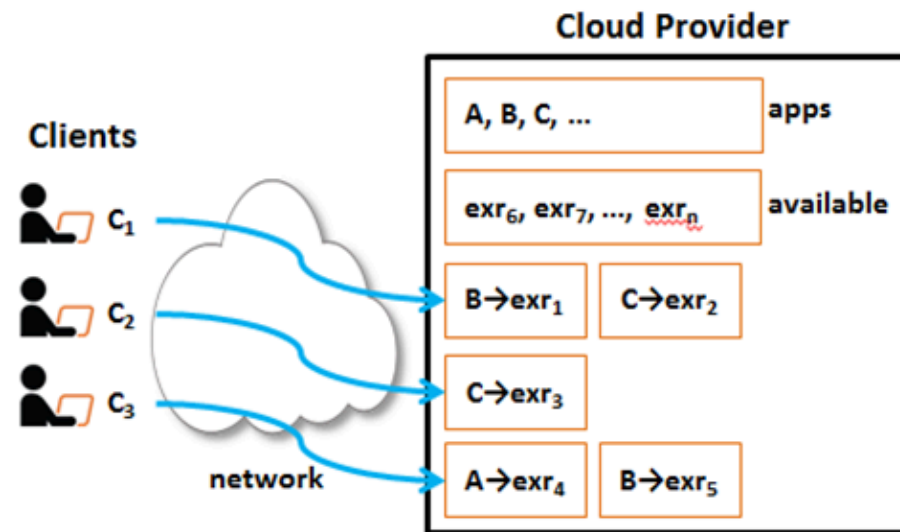 Cloud Provider
A, B, C, ...
apps
Clients
exr₆, exr₇, ..., exrₙ
available
C₁
B→exr₁
C→exr₂
C₂
C→exr₃
C₃
network
A→exr₄
B→exr₅